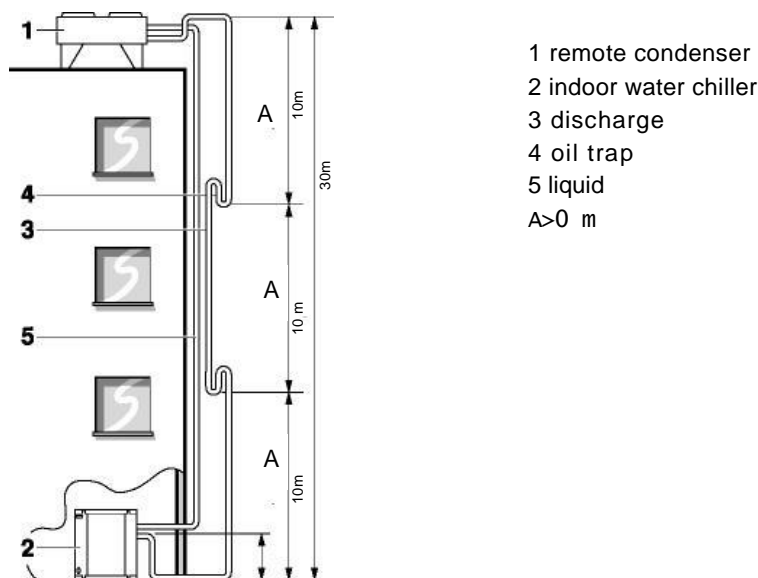 1
A
10m
4
30m
3
A
10 m
5
A
10m
2
1 remote condenser
2 indoor water chiller
3 discharge
4 oil trap
5 liquid
A>0 m